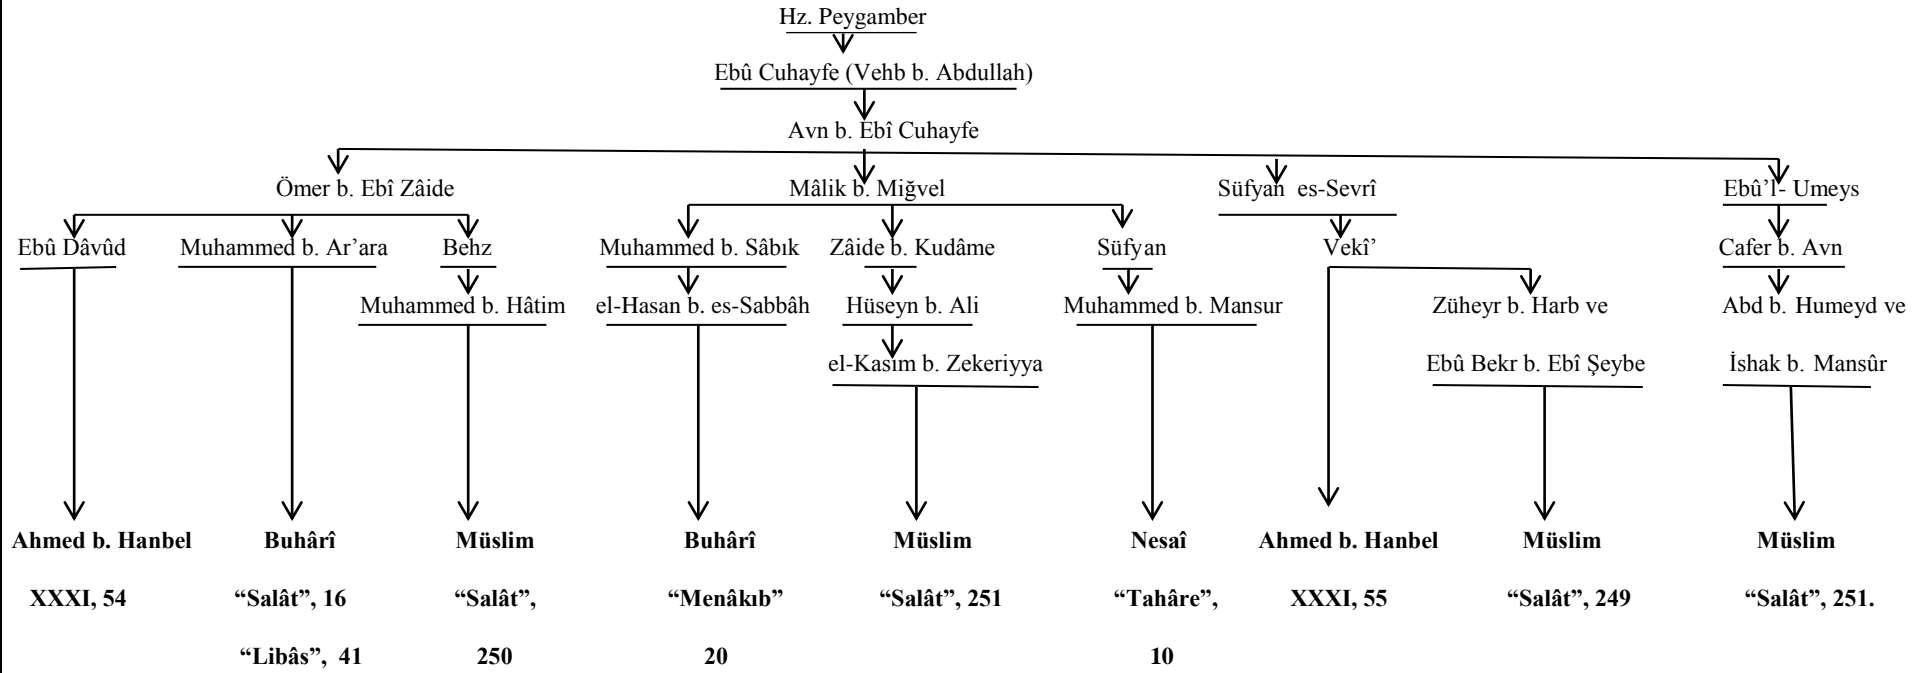 Hz. Peygamber
Ebû Cuhayfe (Vehb b. Abdullah)
Avn b. Ebî Cuhayfe
Ömer b. Ebî Zâide Mâlik b. Miğvel Süfyan es-Sevrî Ebû’l- Umeys
Ebû Dâvûd Muhammed b. Ar’ara Behz Muhammed b. Sâbık Zâide b. Kudâme Süfyan Vekî’ Cafer b. Avn
Muhammed b. Hâtim el-Hasan b. es-Sabbâh Hüseyn b. Ali Muhammed b. Mansur Züheyr b. Harb ve Abd b. Humeyd ve
el-Kasım b. Zekeriyya Ebû Bekr b. Ebî Şeybe İshak b. Mansûr
Ahmed b. Hanbel Buhârî Müslim Buhârî Müslim Nesaî Ahmed b. Hanbel Müslim Müslim
XXXI, 54 “Salât”, 16 “Salât”, “Menâkıb” “Salât”, 251 “Tahâre”, XXXI, 55 “Salât”, 249 “Salât”, 251.
“Libâs”, 41 250 20 10